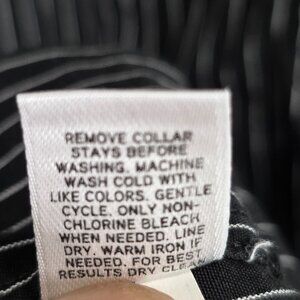 REMOVE COLLAR
STAYS BEFORE
WASHING. MACHINE
WASH COLD WITH
LIKE COLORS. GENTLE
CYCLE. ONLY NON-
CHLORINE BLEACH
WHEN NEEDED. LINE
DRY. WARM IRON IF
NEEDED. FOR BEST
RESULTS DRY CLEAN